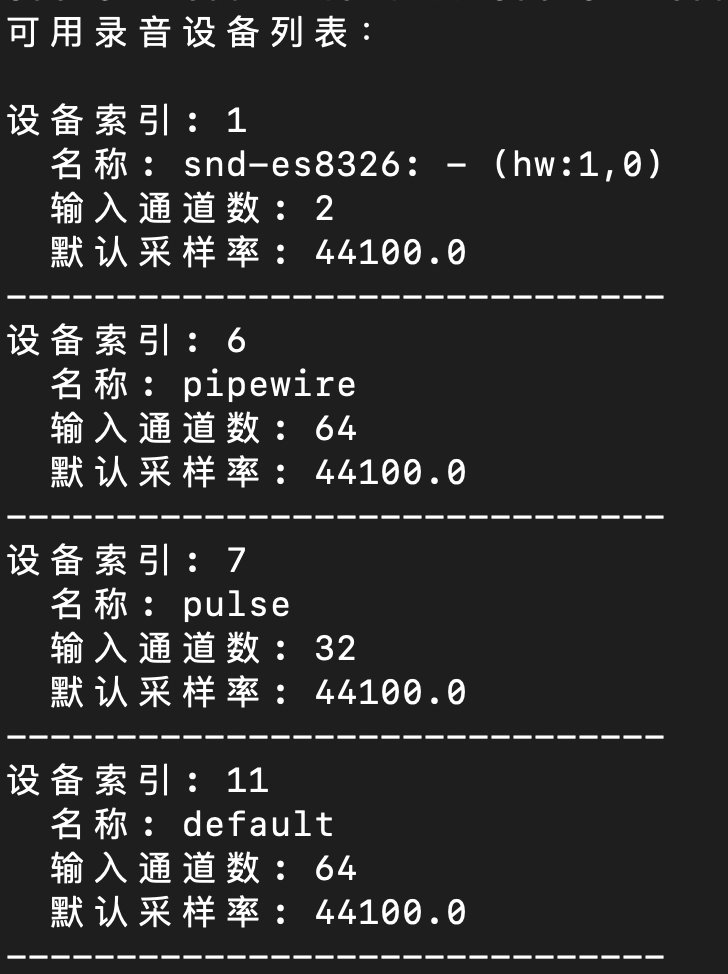 可用录音设备列表：
设备索引: 1
名称: snd-es8326: - (hw:1,0)
输入通道数: 2
默认采样率: 44100.0
------------------------------
设备索引: 6
名称: pipewire
输入通道数: 64
默认采样率: 44100.0
------------------------------
设备索引: 7
名称: pulse
输入通道数: 32
默认采样率: 44100.0
------------------------------
设备索引: 11
名称: default
输入通道数: 64
默认采样率: 44100.0
------------------------------